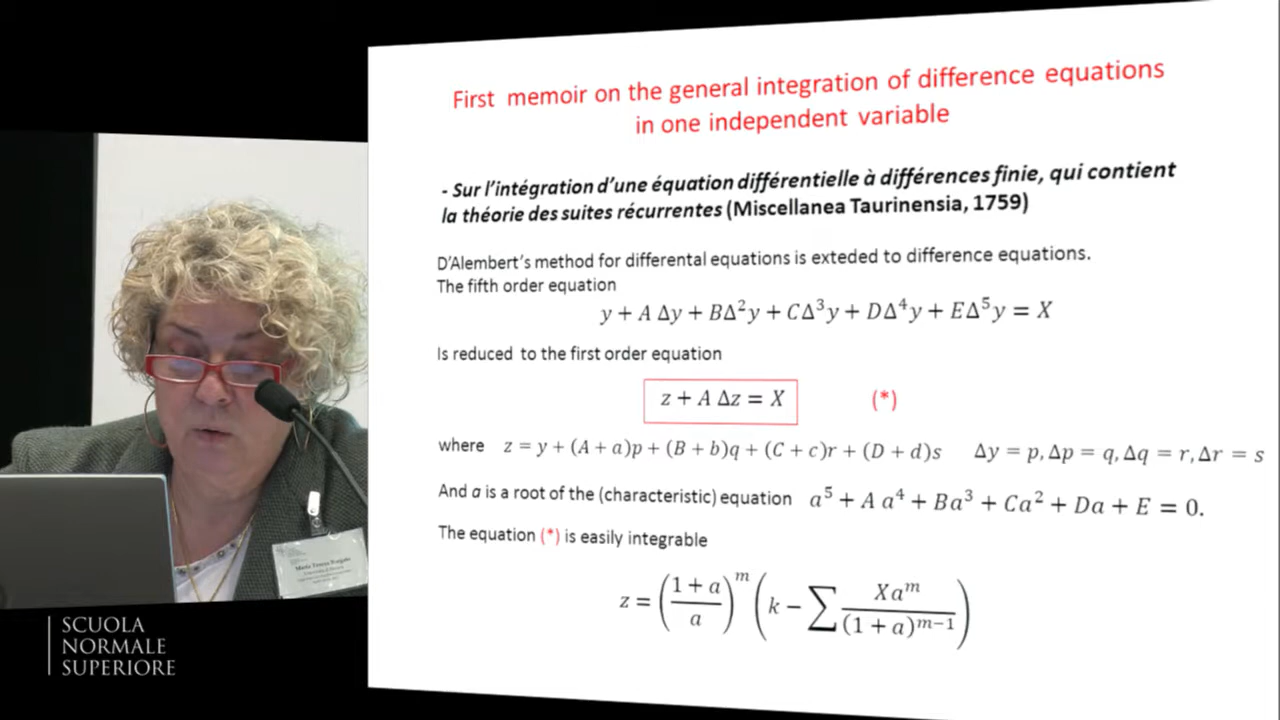 First memoir on the general integration of difference equations
in one independent variable
- Sur l'intégration d'une équation différentielle à différences finie, qui contient
la théorie des suites récurrentes (Miscellanea Taurinensia, 1759)
D'Alembert's method for differental equations is exteded to difference equations.
The fifth order equation
y + A Δy + BΔ²y + CΔ³y + DΔ⁴y + EΔ⁵y = X
Is reduced to the first order equation
z + A Δz = X (*)
where z = y + (A + a)p + (B + b)q + (C + c)r + (D + d)s Δy = p, Δp = q, Δq = r, Δr = s
And a is a root of the (characteristic) equation a⁵ + A a⁴ + Ba³ + Ca² + Da + E = 0.
The equation (*) is easily integrable
z = ((1 + a)/a)^m (k − ∑ Xa^m/(1 + a)^(m−1))
Maria Teresa Borgato
SCUOLA
NORMALE
SUPERIORE